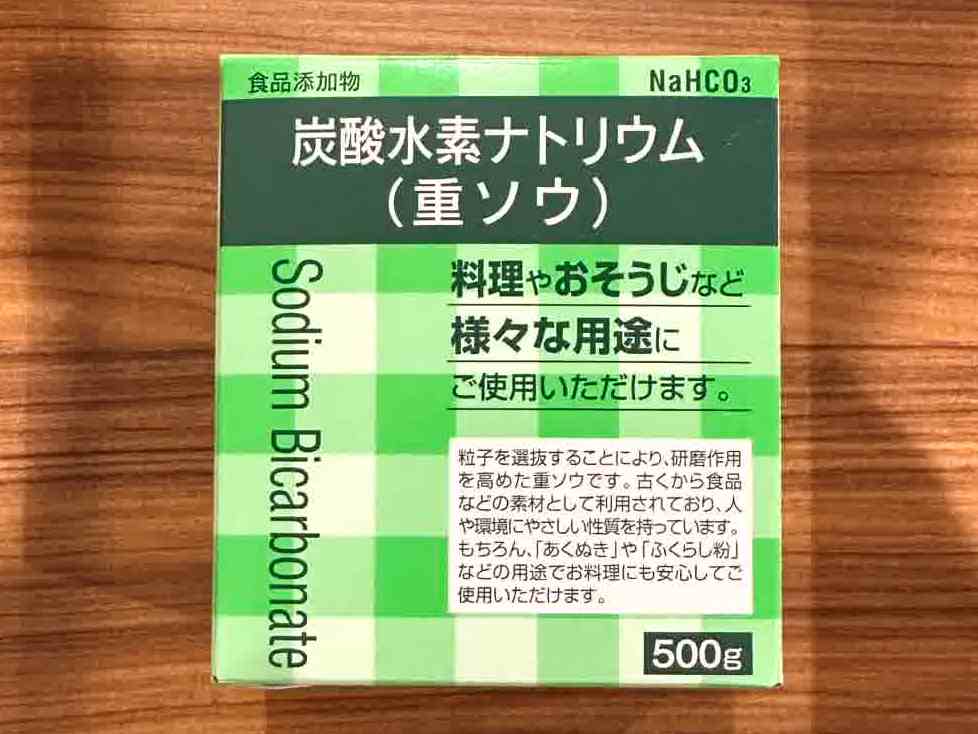 食品添加物
NaHCO₃
炭酸水素ナトリウム
（重ソウ）
Sodium Bicarbonate
料理やおそうじなど
様々な用途に
ご使用いただけます。
粒子を選抜することにより、研磨作用
を高めた重ソウです。古くから食品
などの素材として利用されており、人
や環境にやさしい性質を持っています。
もちろん、「あくぬき」や「ふくらし粉」
などの用途でお料理にも安心してご
使用いただけます。
500g